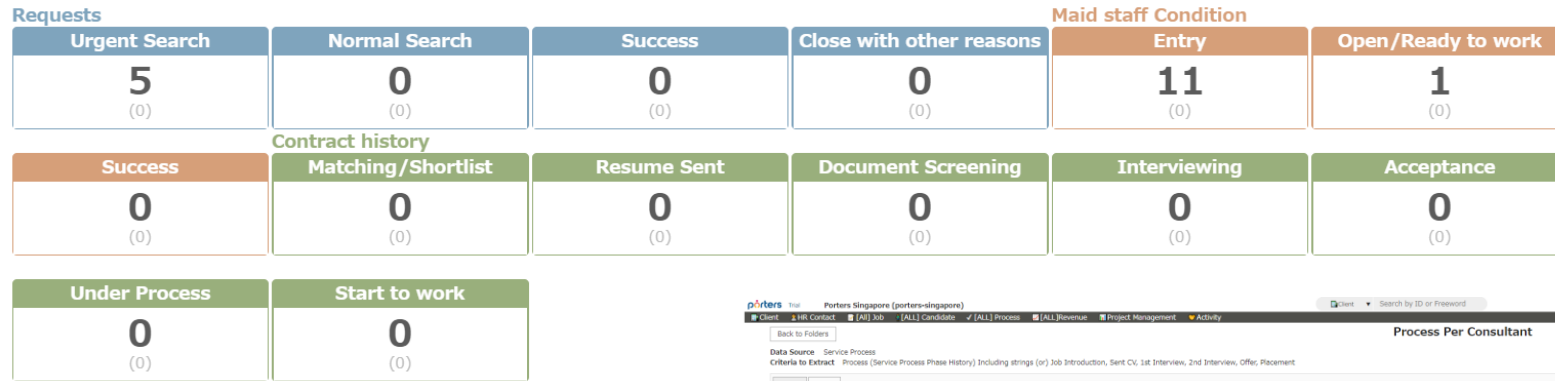 Requests
Maid staff Condition
Urgent Search
Normal Search
Success
Close with other reasons
Entry
Open/Ready to work
5
0
0
0
11
1
(0)
(0)
(0)
(0)
(0)
(0)
Contract history
Success
Matching/Shortlist
Resume Sent
Document Screening
Interviewing
Acceptance
0
0
0
0
0
0
(0)
(0)
(0)
(0)
(0)
(0)
Under Process
Start to work
0
0
(0)
(0)
porters Trial Porters Singapore (porters-singapore)
Client Search by ID or Freeword
Client HR Contact [All] Job [ALL] Candidate [ALL] Process [ALL]Revenue Project Management Activity
Back to Folders
Process Per Consultant
Data Source Service Process
Criteria to Extract Process (Service Process Phase History) Including strings (or) Job Introduction, Sent CV, 1st Interview, 2nd Interview, Offer, Placement